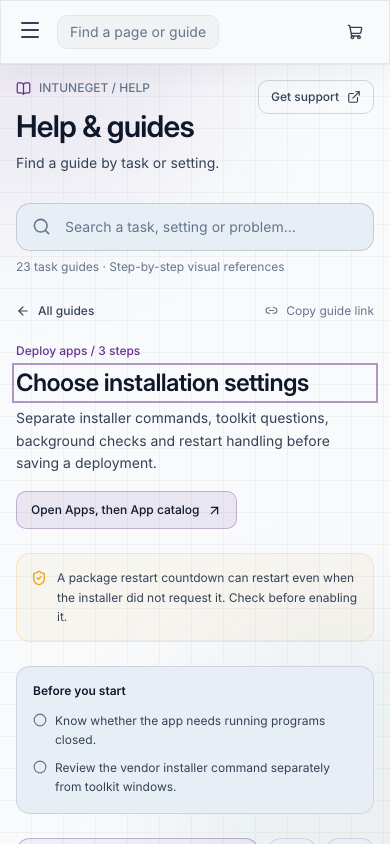 Find a page or guide
INTUNEGET / HELP
Get support
Help & guides
Find a guide by task or setting.
Search a task, setting or problem...
23 task guides · Step-by-step visual references
All guides
Copy guide link
Deploy apps / 3 steps
Choose installation settings
Separate installer commands, toolkit questions,
background checks and restart handling before
saving a deployment.
Open Apps, then App catalog
A package restart countdown can restart even when
the installer did not request it. Check before enabling
it.
Before you start
Know whether the app needs running programs
closed.
Review the vendor installer command separately
from toolkit windows.